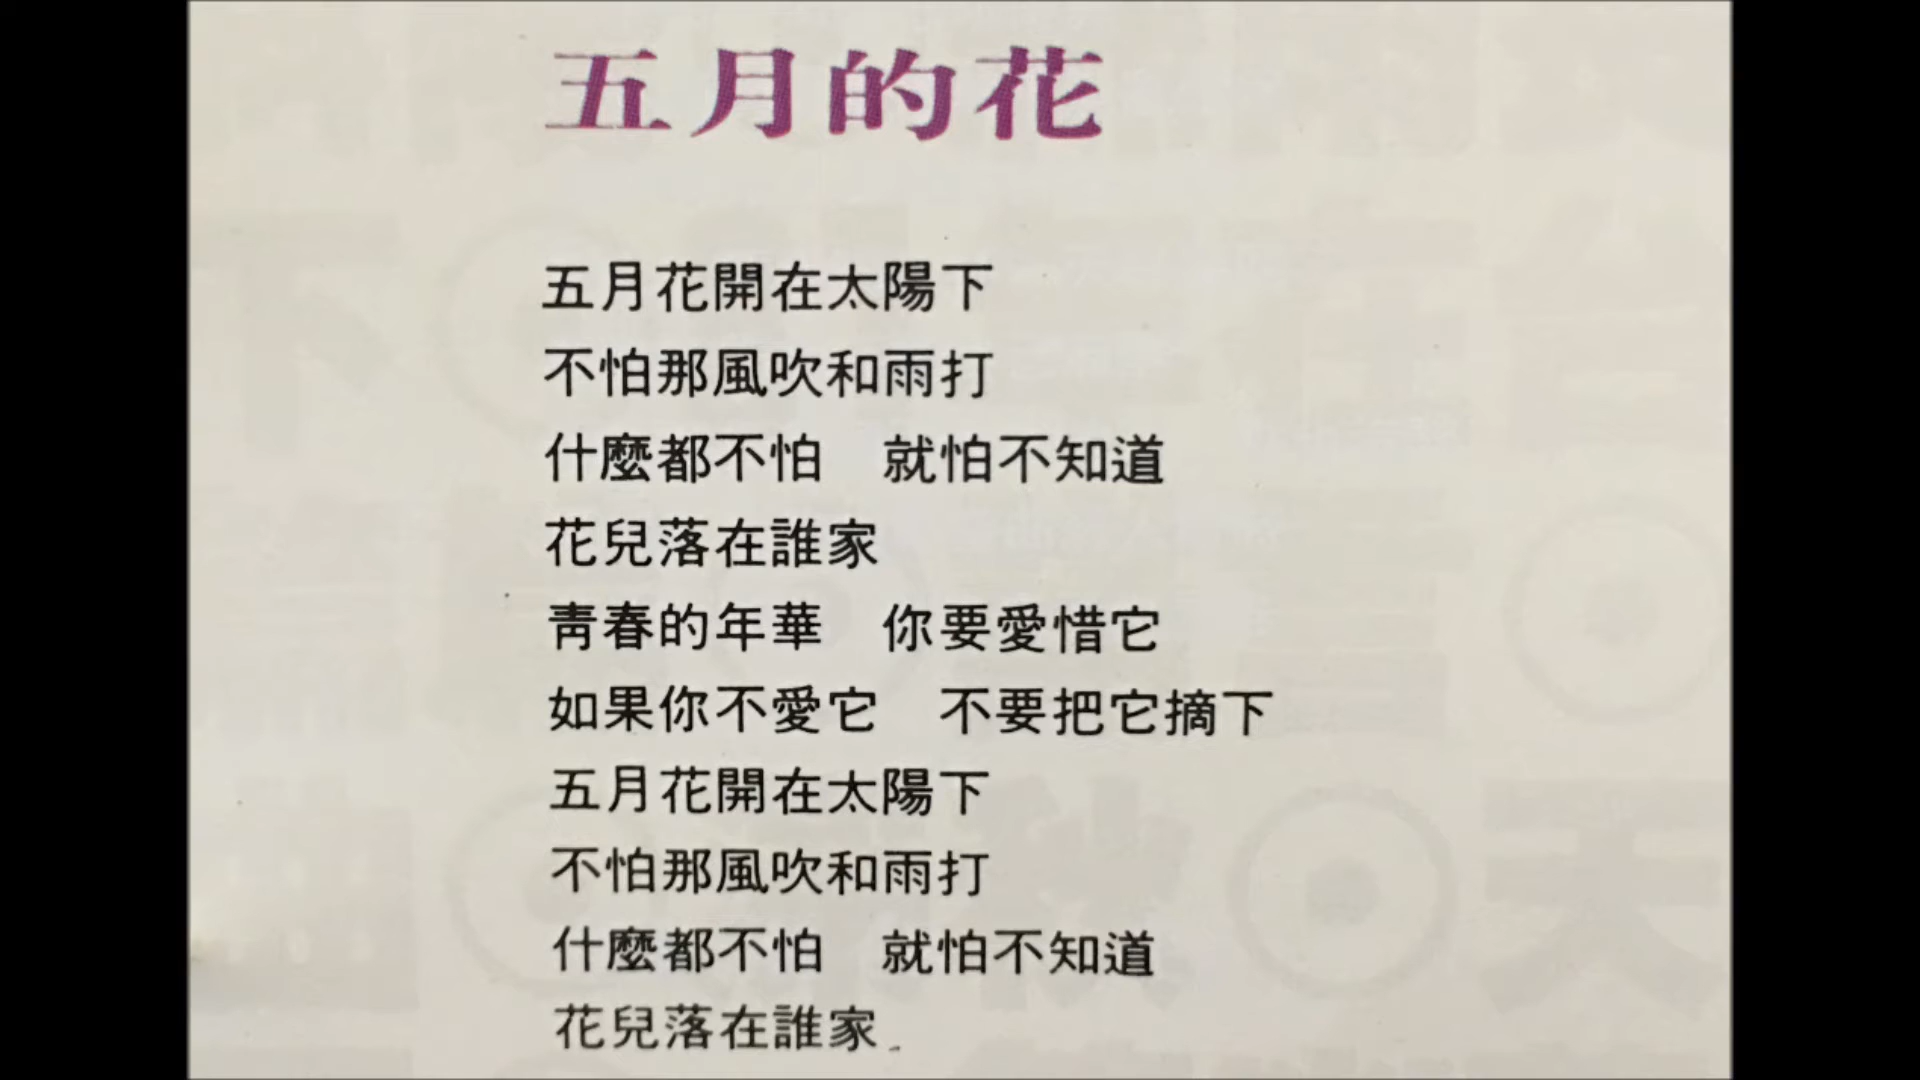 五月的花
五月花開在太陽下
不怕那風吹和雨打
什麼都不怕　就怕不知道
花兒落在誰家
靑春的年華　你要愛惜它
如果你不愛它　不要把它摘下
五月花開在太陽下
不怕那風吹和雨打
什麼都不怕　就怕不知道
花兒落在誰家